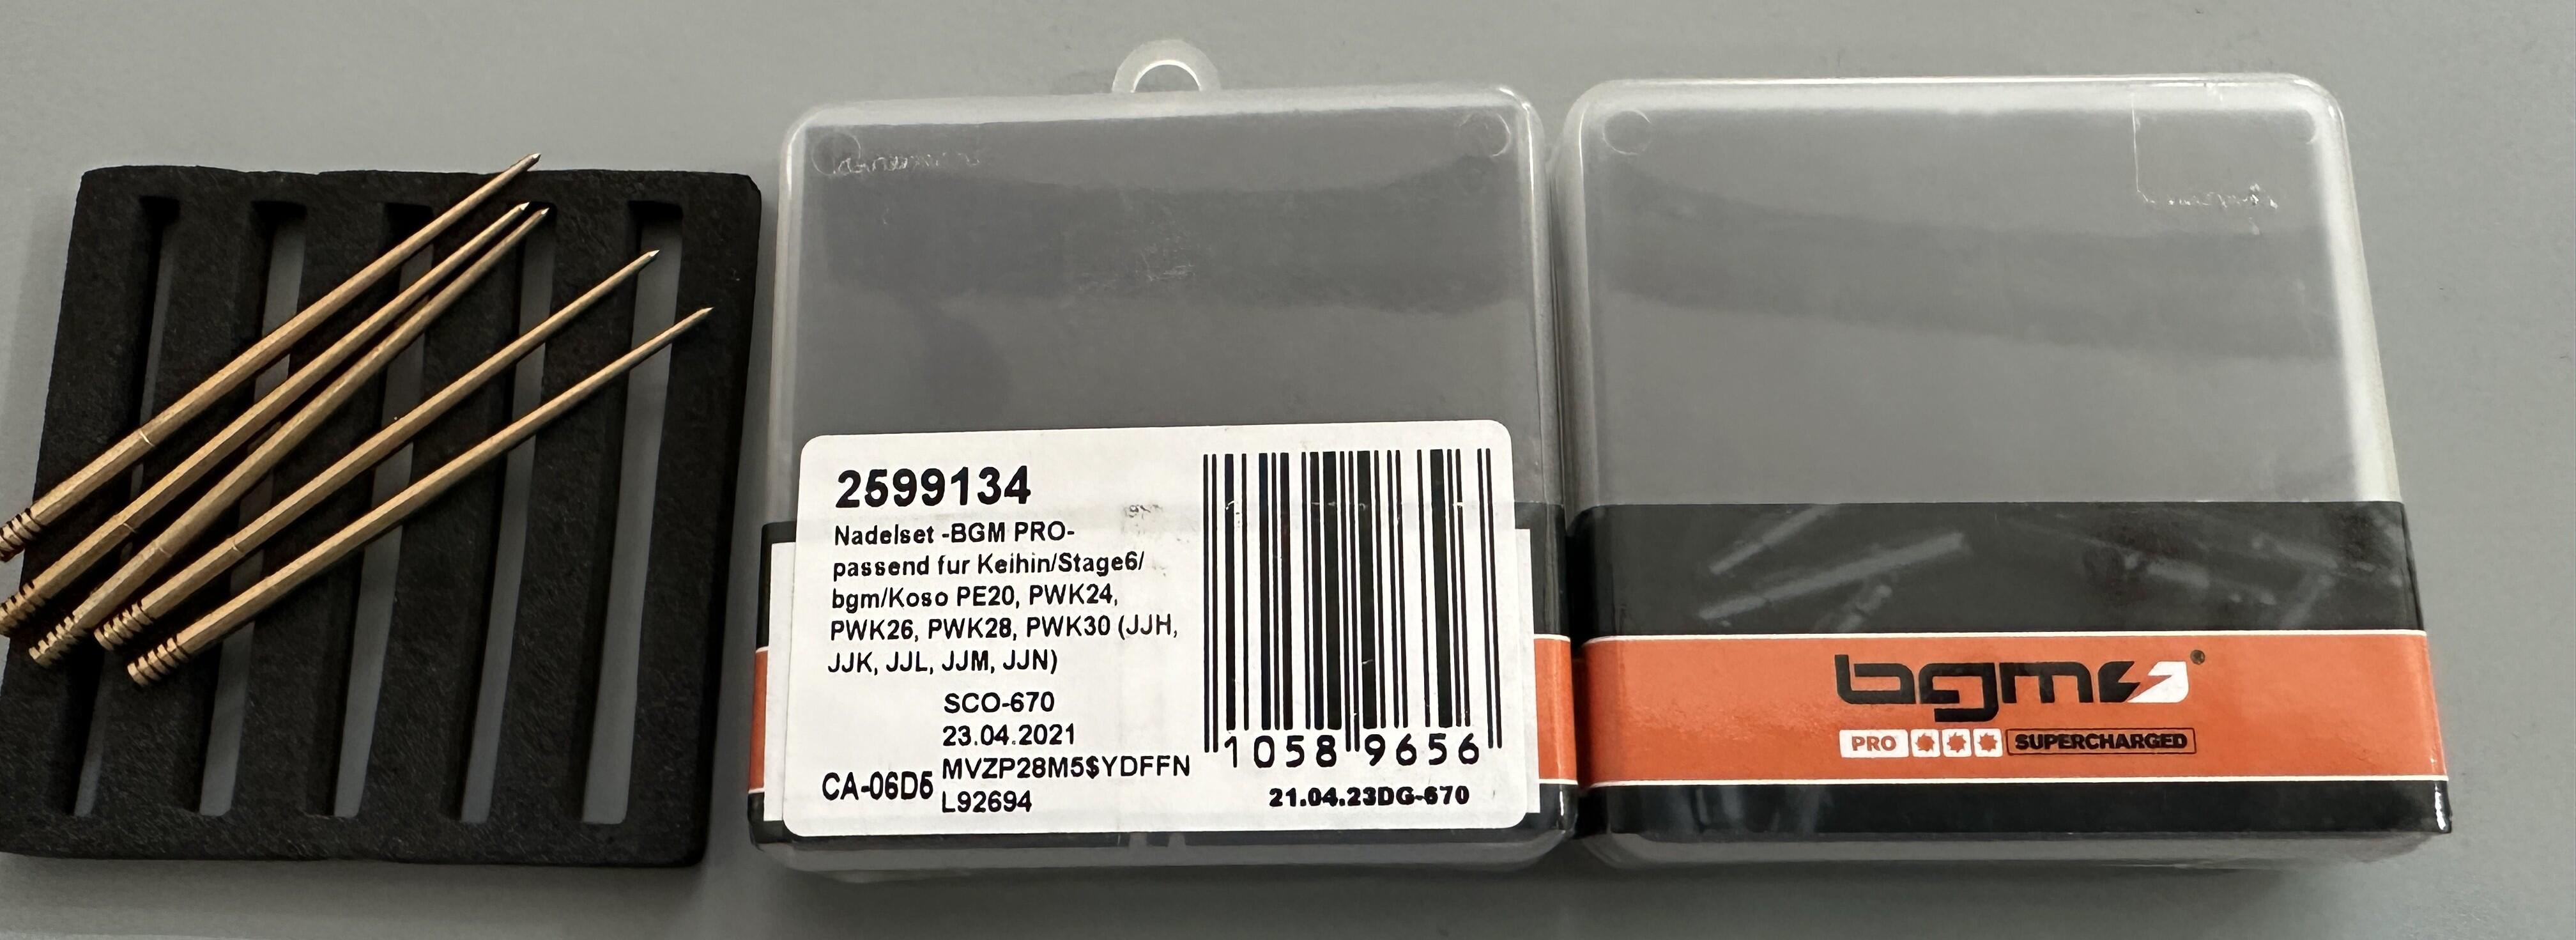 2599134
Nadelset -BGM PRO-
passend fur Keihin/Stage6/
bgm/Koso PE20, PWK24,
PWK26, PWK28, PWK30 (JJH,
JJK, JJL, JJM, JJN)
SCO-670
23.04.2021
MVZP28M5$YDFFN
CA-06D5
L92694
1058 9656
21.04.23DG-670
bgm®
PRO SUPERCHARGED